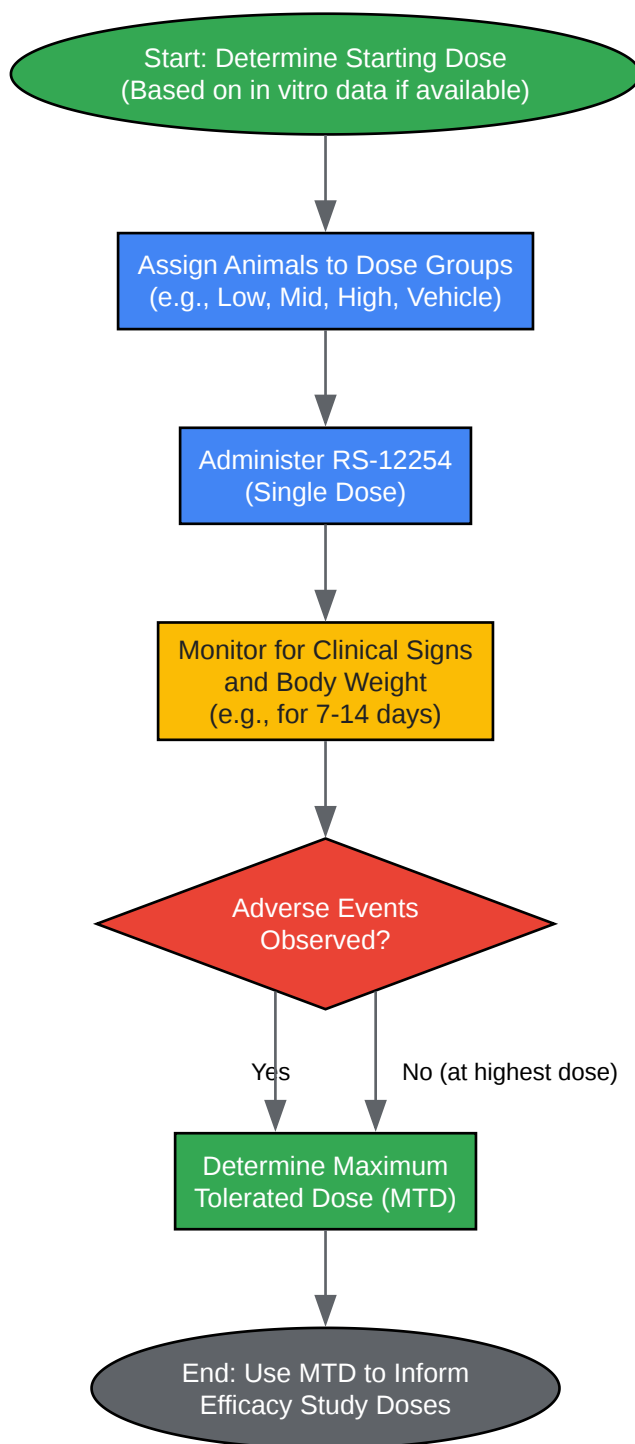 Start: Determine Starting Dose
(Based on in vitro data if available)
Assign Animals to Dose Groups
(e.g., Low, Mid, High, Vehicle)
Administer RS-12254
(Single Dose)
Monitor for Clinical Signs
and Body Weight
(e.g., for 7-14 days)
Adverse Events
Observed?
Yes
No (at highest dose)
Determine Maximum
Tolerated Dose (MTD)
End: Use MTD to Inform
Efficacy Study Doses